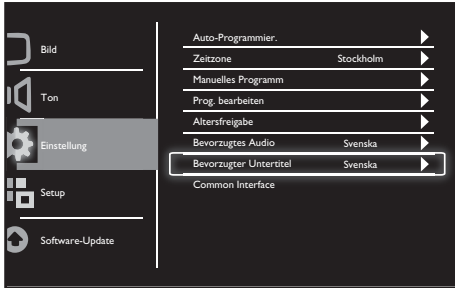 Bild
Ton
Einstellung
Setup
Software-Update
Auto-Programmier.
Zeitzone Stockholm
Manuelles Programm
Prog. bearbeiten
Altersfreigabe
Bevorzugtes Audio Svenska
Bevorzugter Untertitel Svenska
Common Interface